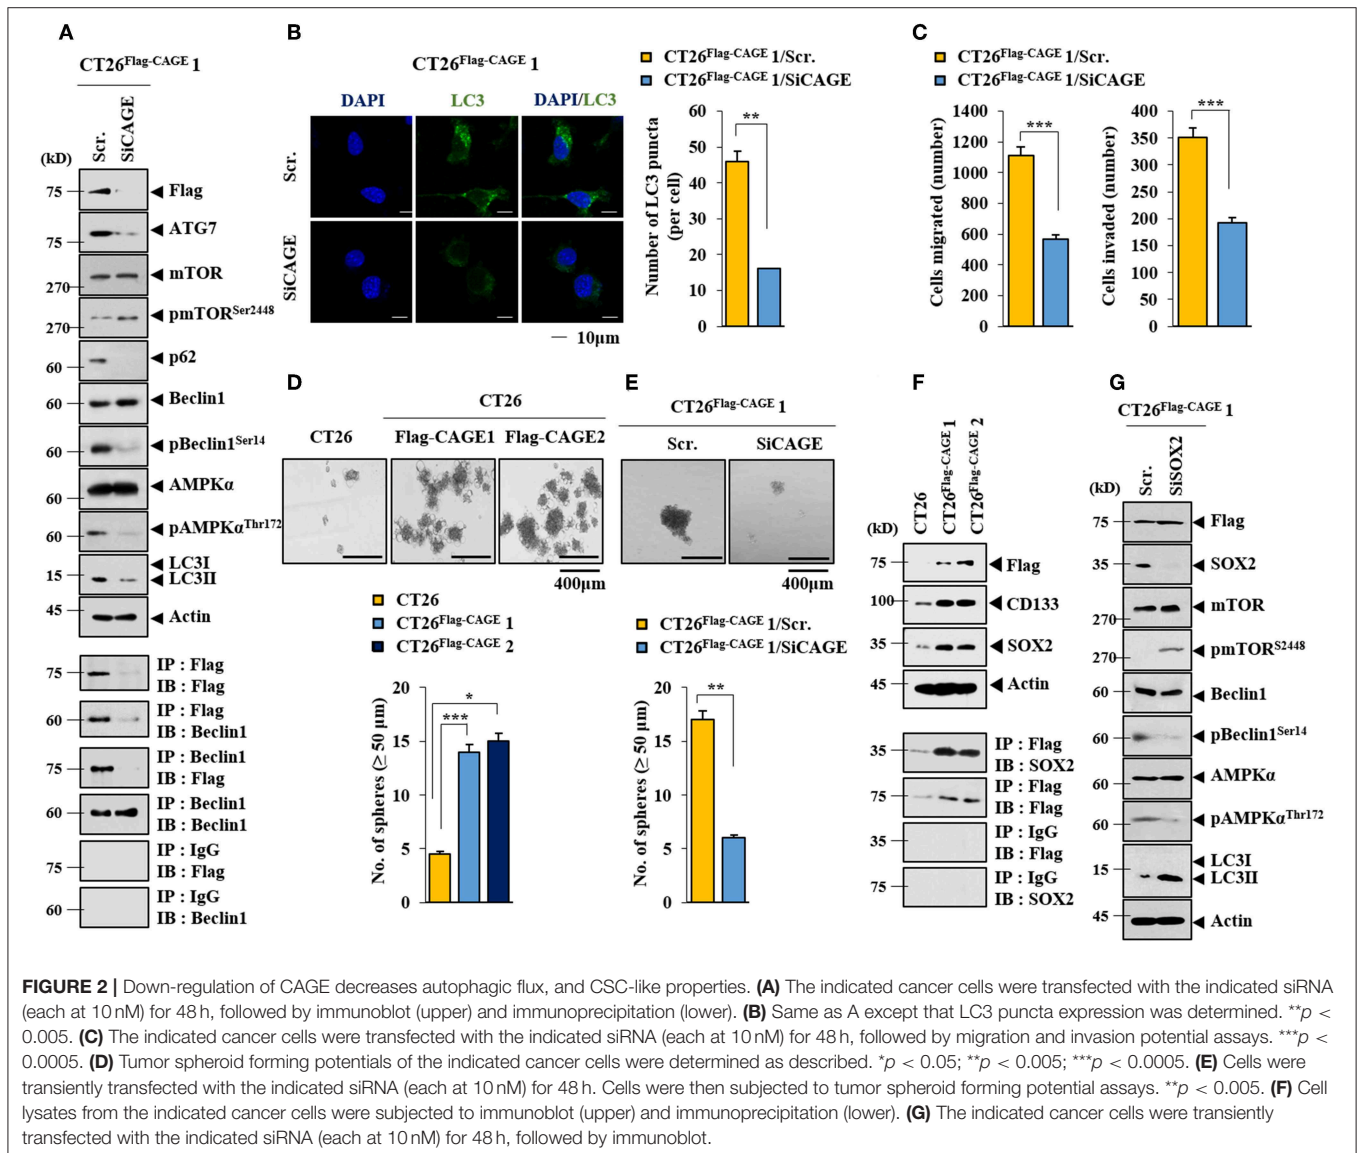 A
CT26Flag-CAGE 1
Scr.
SiCAGE
(kD)
75
Flag
75
ATG7
270
mTOR
270
pmTORSer2448
60
p62
60
Beclin1
60
pBeclin1Ser14
60
AMPKα
60
pAMPKαThr172
15
LC3I
LC3II
45
Actin
75
IP : Flag
IB : Flag
60
IP : Flag
IB : Beclin1
75
IP : Beclin1
IB : Flag
60
IP : Beclin1
IB : Beclin1
75
IP : IgG
IB : Flag
60
IP : IgG
IB : Beclin1
B
CT26Flag-CAGE 1
DAPI
LC3
DAPI/LC3
Scr.
SiCAGE
10μm
CT26Flag-CAGE 1/Scr.
CT26Flag-CAGE 1/SiCAGE
Number of LC3 puncta
(per cell)
60
50
40
30
20
10
0
**
C
CT26Flag-CAGE 1/Scr.
CT26Flag-CAGE 1/SiCAGE
Cells migrated (number)
1400
1200
1000
800
600
400
200
0
***
Cells invaded (number)
400
350
300
250
200
150
100
50
0
***
D
CT26
CT26
Flag-CAGE1
Flag-CAGE2
400μm
CT26
CT26Flag-CAGE 1
CT26Flag-CAGE 2
No. of spheres (≥ 50 μm)
20
15
10
5
0
*
***
E
CT26Flag-CAGE 1
Scr.
SiCAGE
400μm
CT26Flag-CAGE 1/Scr.
CT26Flag-CAGE 1/SiCAGE
No. of spheres (≥ 50 μm)
20
15
10
5
0
**
F
CT26
CT26Flag-CAGE 1
CT26Flag-CAGE 2
(kD)
75
Flag
100
CD133
35
SOX2
45
Actin
35
IP : Flag
IB : SOX2
75
IP : Flag
IB : Flag
35
IP : IgG
IB : Flag
75
IP : IgG
IB : SOX2
G
CT26Flag-CAGE 1
Scr.
SiSOX2
(kD)
75
Flag
35
SOX2
270
mTOR
270
pmTORS2448
60
Beclin1
60
pBeclin1Ser14
60
AMPKα
60
pAMPKαThr172
15
LC3I
LC3II
45
Actin
FIGURE 2 | Down-regulation of CAGE decreases autophagic flux, and CSC-like properties. (A) The indicated cancer cells were transfected with the indicated siRNA
(each at 10 nM) for 48 h, followed by immunoblot (upper) and immunoprecipitation (lower). (B) Same as A except that LC3 puncta expression was determined. **p <
0.005. (C) The indicated cancer cells were transfected with the indicated siRNA (each at 10 nM) for 48 h, followed by migration and invasion potential assays. ***p <
0.0005. (D) Tumor spheroid forming potentials of the indicated cancer cells were determined as described. *p < 0.05; **p < 0.005; ***p < 0.0005. (E) Cells were
transiently transfected with the indicated siRNA (each at 10 nM) for 48 h. Cells were then subjected to tumor spheroid forming potential assays. **p < 0.005. (F) Cell
lysates from the indicated cancer cells were subjected to immunoblot (upper) and immunoprecipitation (lower). (G) The indicated cancer cells were transiently
transfected with the indicated siRNA (each at 10 nM) for 48 h, followed by immunoblot.